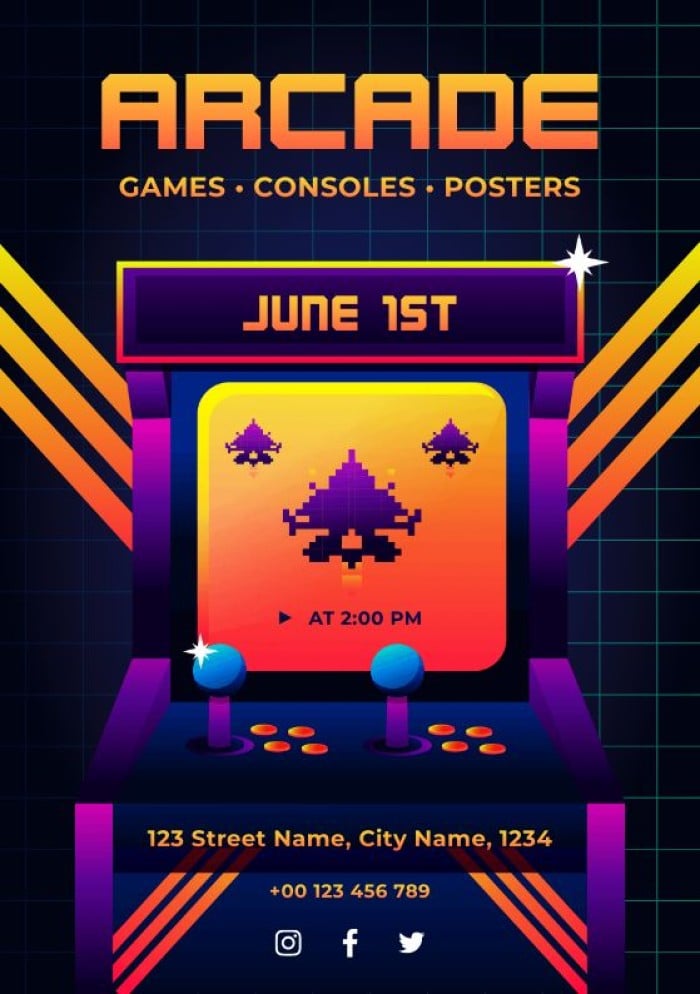 ARCADE
GAMES • CONSOLES • POSTERS
JUNE 1ST
AT 2:00 PM
123 Street Name, City Name, 1234
+00 123 456 789